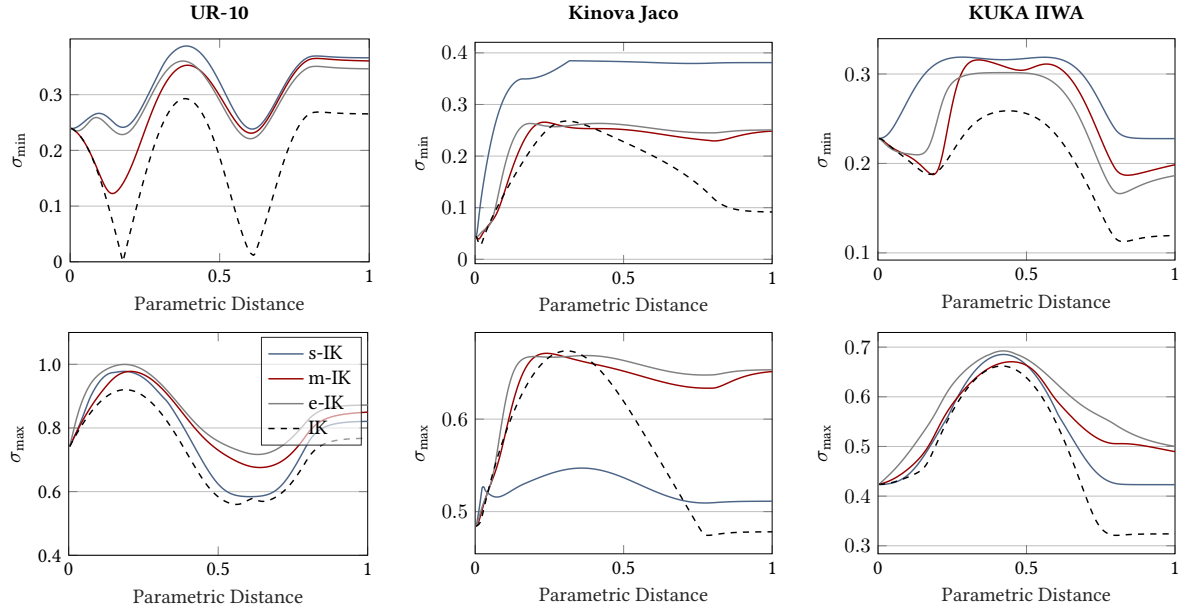 UR-10 Kinova Jaco KUKA IIWA
σmin 0.3 0.2 0.1 0
0 0.5 1
Parametric Distance
σmin 0.4 0.3 0.2 0.1 0
0 0.5 1
Parametric Distance
σmin 0.3 0.2 0.1
0 0.5 1
Parametric Distance
σmax 1.0 0.8 0.6 0.4
s-IK
m-IK
e-IK
IK
0 0.5 1
Parametric Distance
σmax 0.6 0.5
0 0.5 1
Parametric Distance
σmax 0.7 0.6 0.5 0.4 0.3
0 0.5 1
Parametric Distance